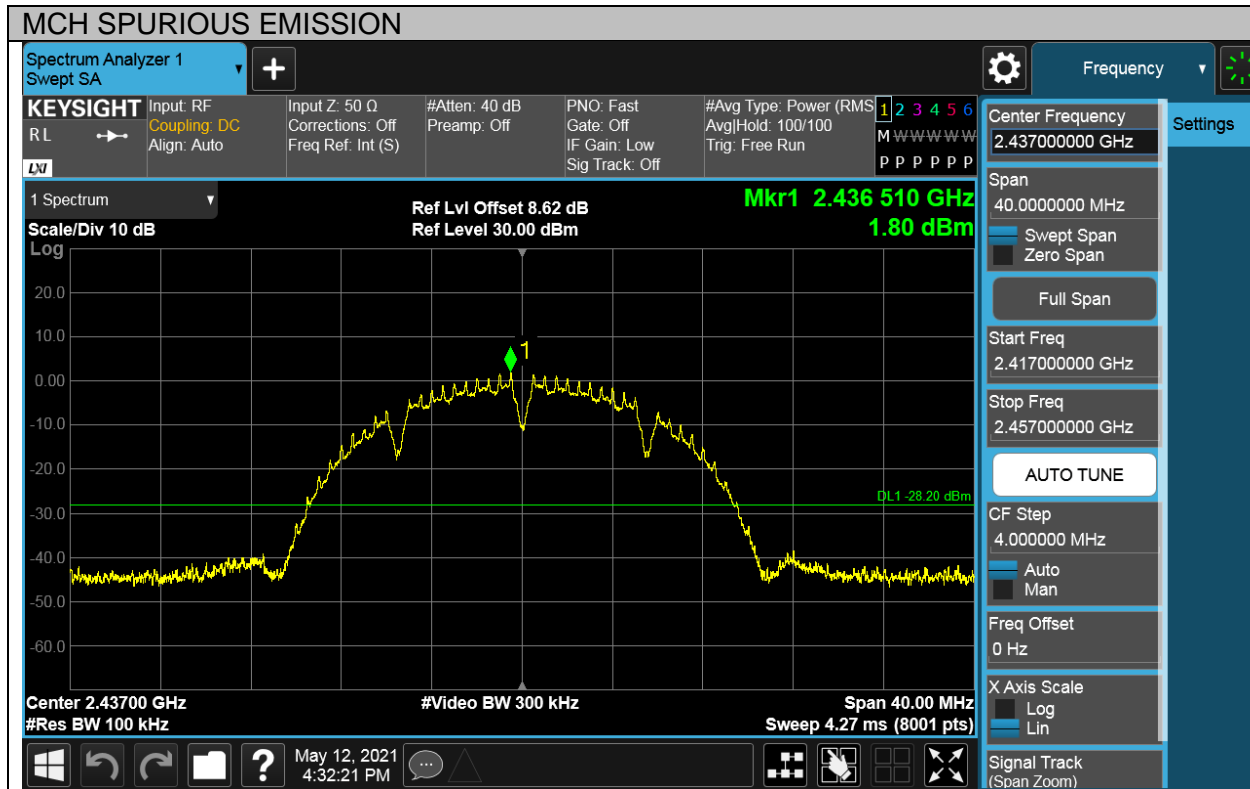 MCH SPURIOUS EMISSION
Spectrum Analyzer 1
Swept SA
Frequency
KEYSIGHT
RL
LXI
Input: RF
Coupling: DC
Align: Auto
Input Z: 50 Ω
Corrections: Off
Freq Ref: Int (S)
#Atten: 40 dB
Preamp: Off
PNO: Fast
Gate: Off
IF Gain: Low
Sig Track: Off
#Avg Type: Power (RMS
Avg|Hold: 100/100
Trig: Free Run
1 2 3 4 5 6
M W W W W W
P P P P P P
Center Frequency
2.437000000 GHz
Settings
Span
40.0000000 MHz
Swept Span
Zero Span
Full Span
Start Freq
2.417000000 GHz
Stop Freq
2.457000000 GHz
AUTO TUNE
CF Step
4.000000 MHz
Auto
Man
Freq Offset
0 Hz
X Axis Scale
Log
Lin
Signal Track
(Span Zoom)
1 Spectrum
Scale/Div 10 dB
Ref Lvl Offset 8.62 dB
Ref Level 30.00 dBm
Mkr1 2.436 510 GHz
1.80 dBm
Log
20.0
10.0
0.00
-10.0
-20.0
-30.0
-40.0
-50.0
-60.0
1
DL1 -28.20 dBm
Center 2.43700 GHz
#Res BW 100 kHz
#Video BW 300 kHz
Span 40.00 MHz
Sweep 4.27 ms (8001 pts)
?
May 12, 2021
4:32:21 PM